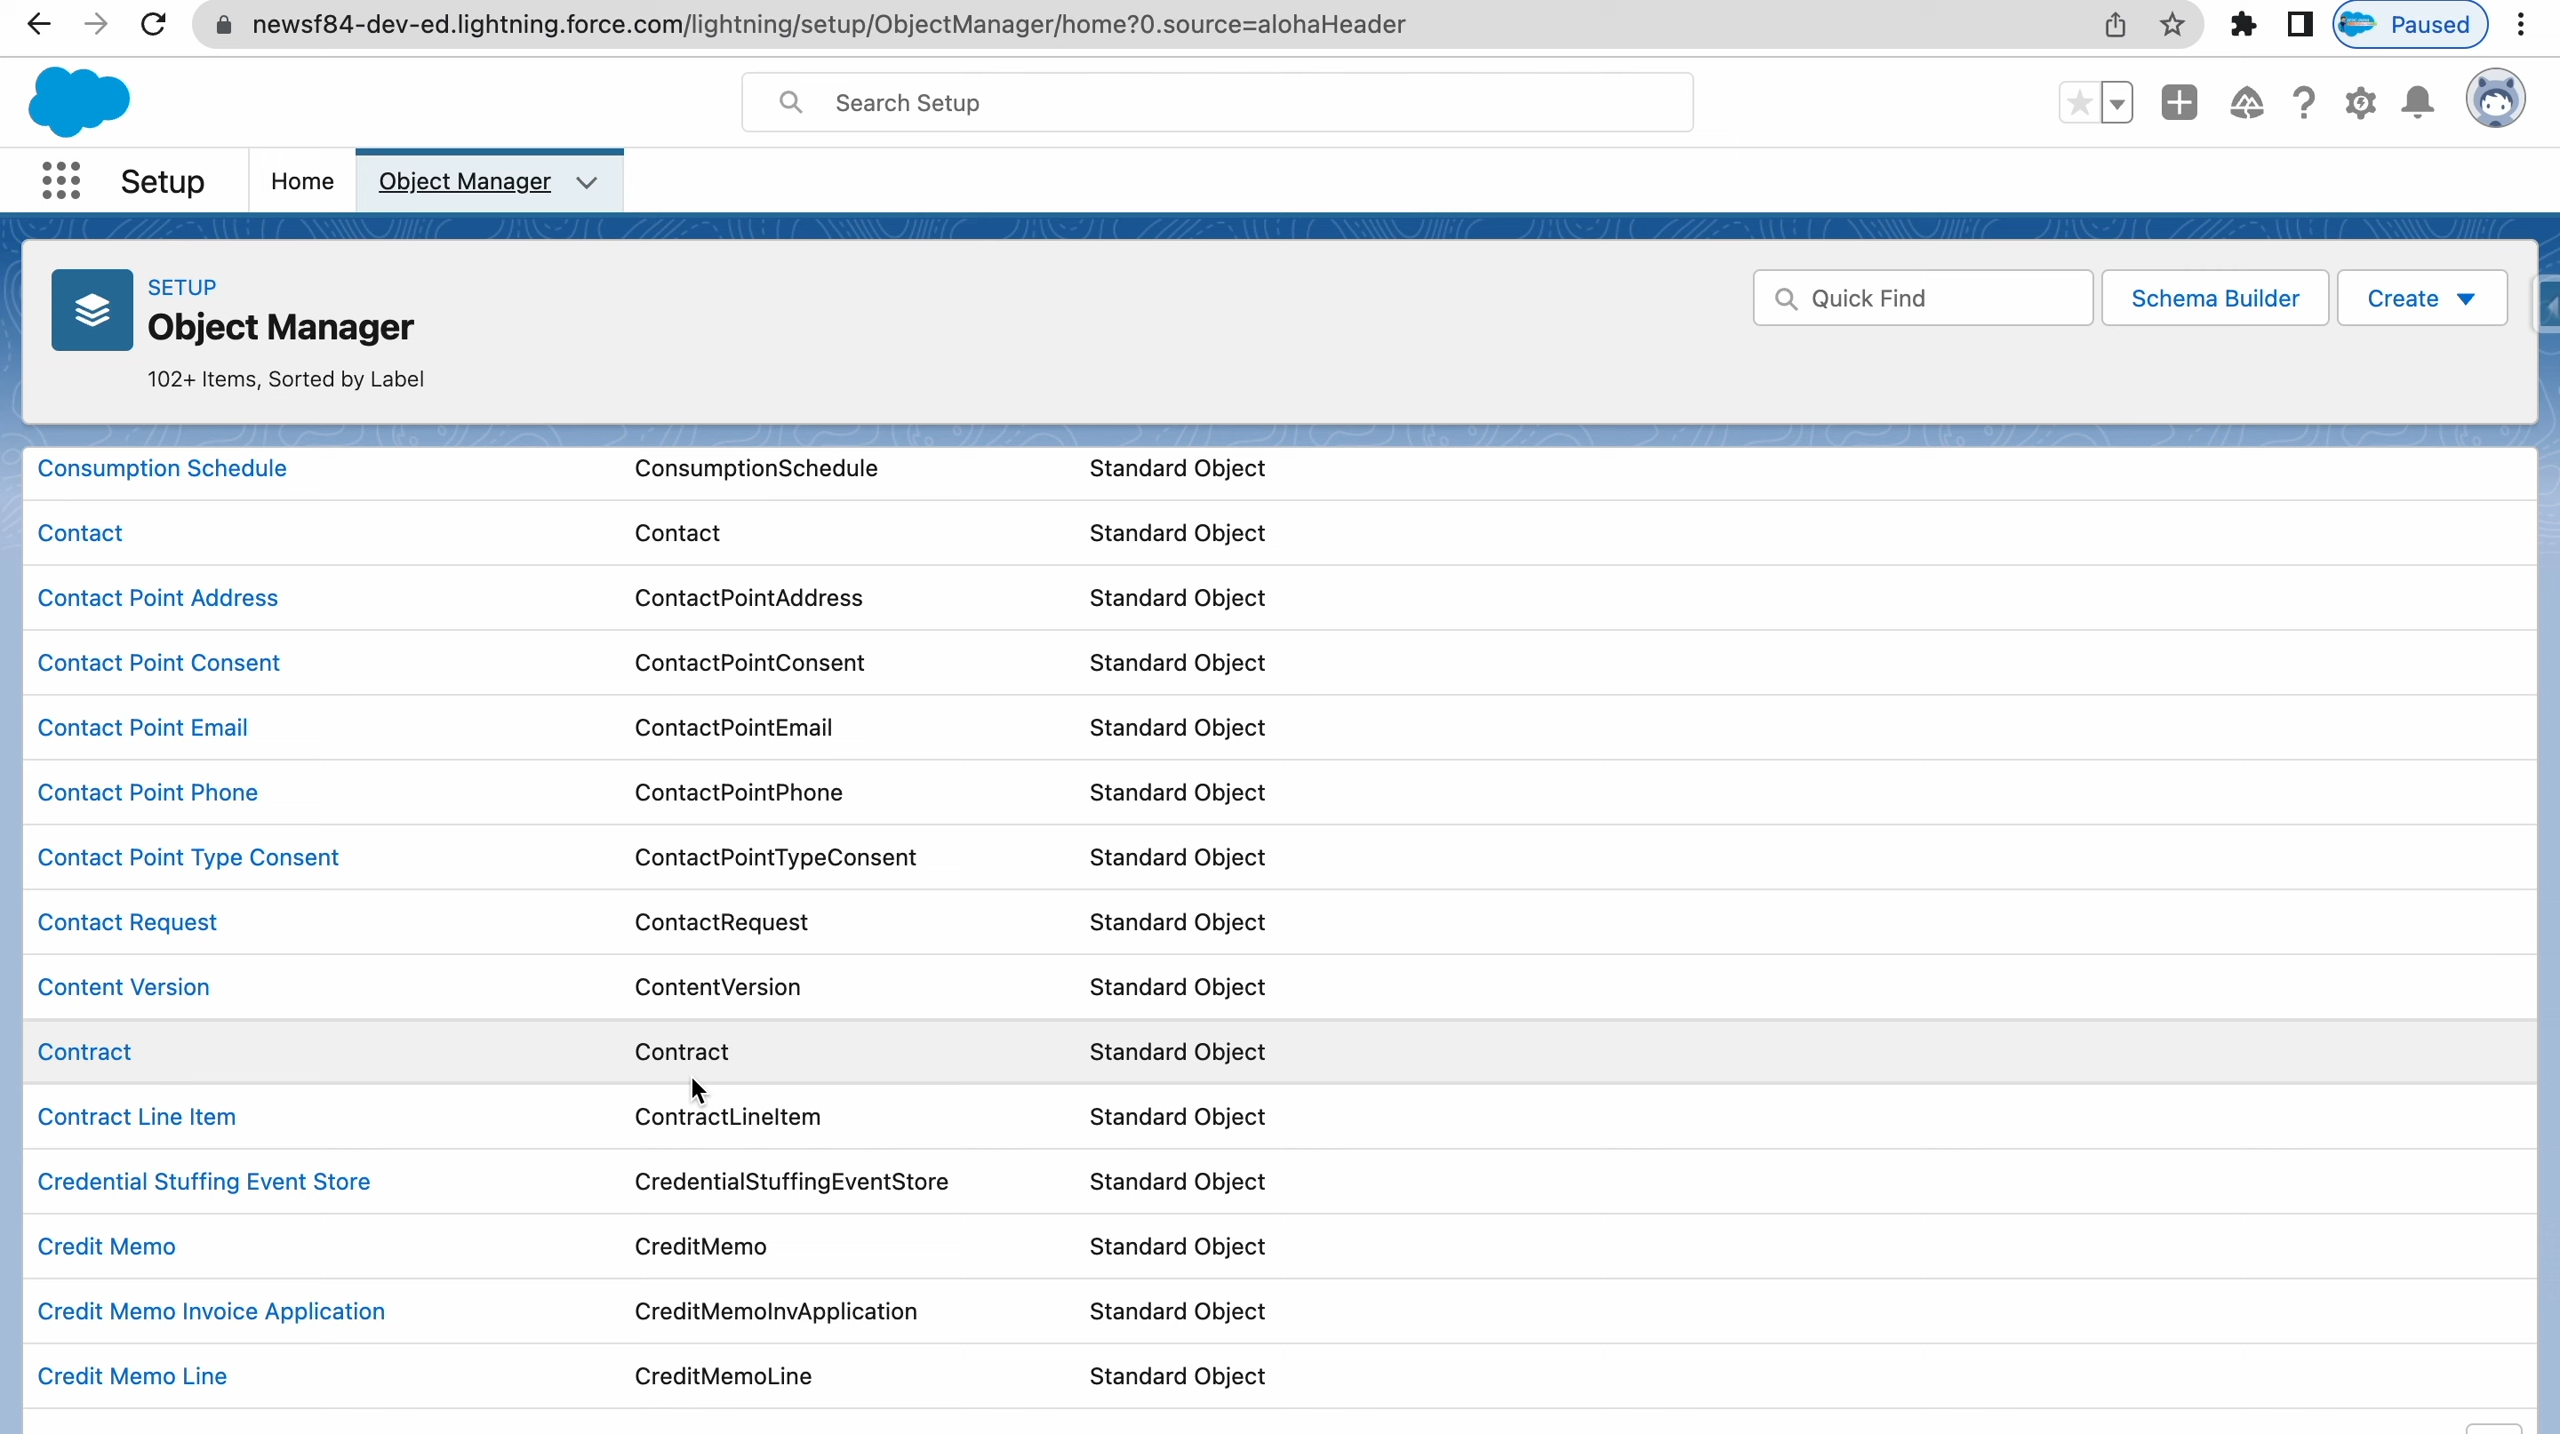 newsf84-dev-ed.lightning.force.com/lightning/setup/ObjectManager/home?0.source=alohaHeader
Paused
Search Setup
Setup
Home
Object Manager
SETUP
Object Manager
102+ Items, Sorted by Label
Quick Find
Schema Builder
Create
Consumption Schedule ConsumptionSchedule Standard Object
Contact Contact Standard Object
Contact Point Address ContactPointAddress Standard Object
Contact Point Consent ContactPointConsent Standard Object
Contact Point Email ContactPointEmail Standard Object
Contact Point Phone ContactPointPhone Standard Object
Contact Point Type Consent ContactPointTypeConsent Standard Object
Contact Request ContactRequest Standard Object
Content Version ContentVersion Standard Object
Contract Contract Standard Object
Contract Line Item ContractLineItem Standard Object
Credential Stuffing Event Store CredentialStuffingEventStore Standard Object
Credit Memo CreditMemo Standard Object
Credit Memo Invoice Application CreditMemoInvApplication Standard Object
Credit Memo Line CreditMemoLine Standard Object